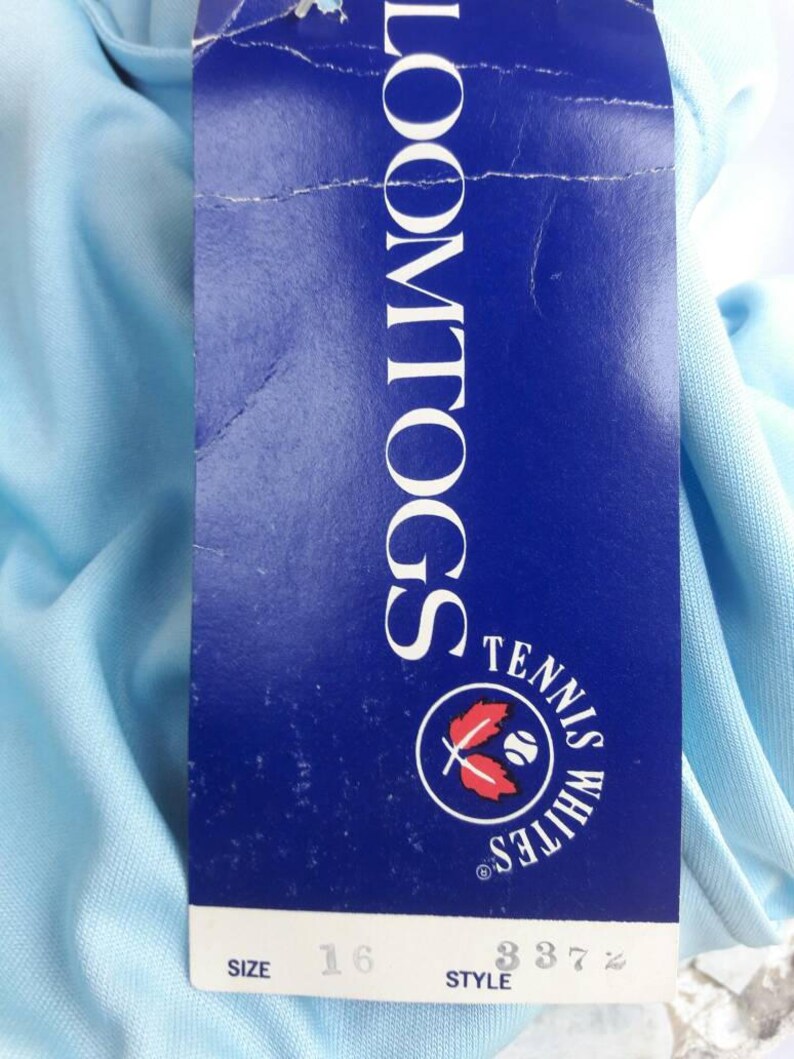 LOOMTOGS
TENNIS WHITES ®
SIZE 16 STYLE 3372